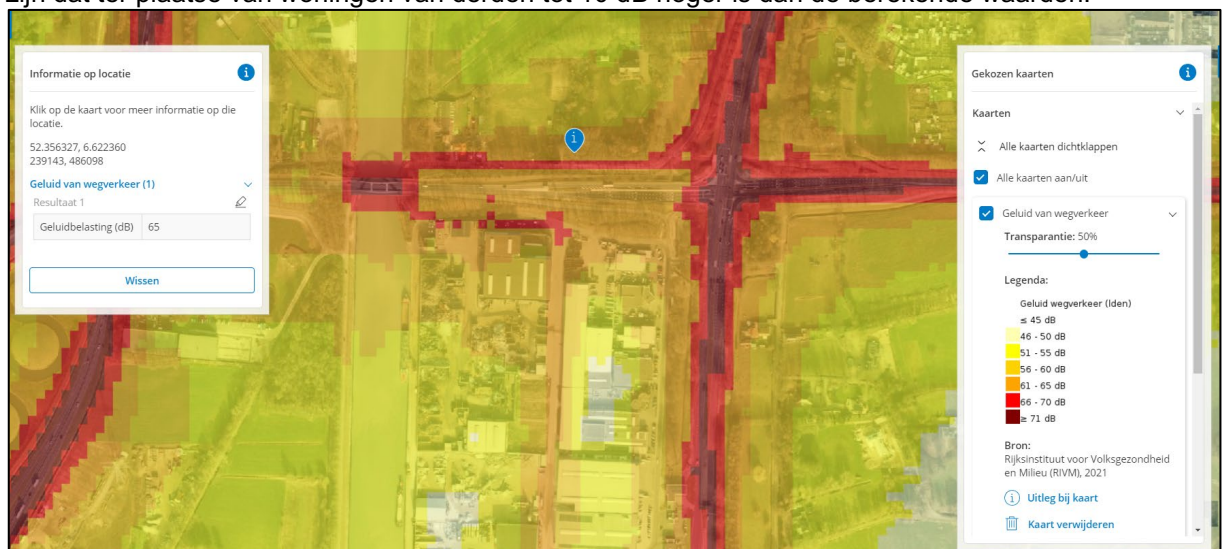 zijn dat ter plaatse van woningen van derden tot 10 dB hoger is dan de berekende waarden.
Informatie op locatie
Klik op de kaart voor meer informatie op die
locatie.
52.356327, 6.622360
239143, 486098
Geluid van wegverkeer (1)
Resultaat 1
Geluidbelasting (dB) 65
Wissen
Gekozen kaarten
Kaarten
Alle kaarten dichtklappen
Alle kaarten aan/uit
Geluid van wegverkeer
Transparantie: 50%
Legenda:
Geluid wegverkeer (lden)
≤ 45 dB
46 - 50 dB
51 - 55 dB
56 - 60 dB
61 - 65 dB
66 - 70 dB
≥ 71 dB
Bron:
Rijksinstituut voor Volksgezondheid
en Milieu (RIVM), 2021
Uitleg bij kaart
Kaart verwijderen